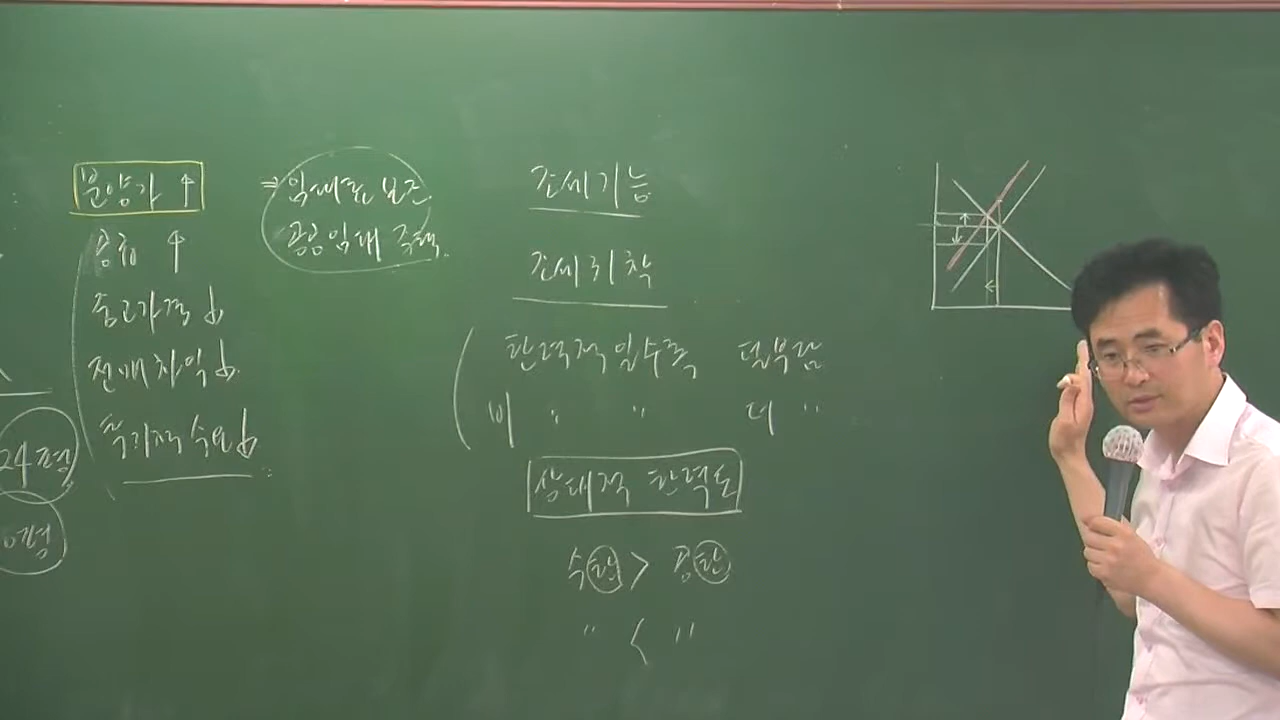 분양가 ↑
공급 ↑
중고가격 ↓
전매차익 ↓
투기적 수요 ↓
24평
⇒ 임대료 보조
공공임대 주택.
조세기능
조세귀착
탄력적일수록 덜부담
비 〃 〃 더 〃
상대적 탄력도
수탄 > 공탄
〃 < 〃